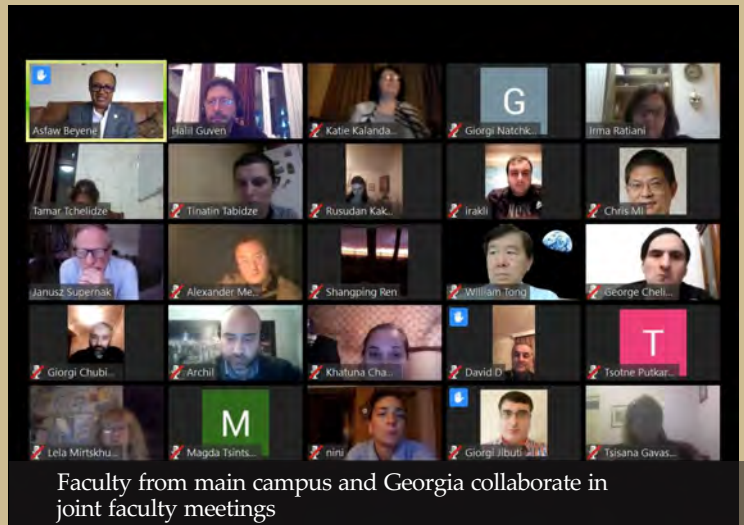 Asfaw Beyene
Halil Guven
Katie Kalanda...
G
Giorgi Natchk...
Irma Ratiani
Tamar Tchelidze
Tinatin Tabidze
Rusudan Kak...
irakli
Chris Mi
Janusz Supernak
Alexander Me...
Shangping Ren
William Tong
George Cheli...
Giorgi Chubi...
Archil
Khatuna Cha...
David D
T
Tsotne Putkar...
Lela Mirtskhu...
M
Magda Tsints...
nini
Giorgi Jibuti
Tsisana Gavas...
Faculty from main campus and Georgia collaborate in
joint faculty meetings